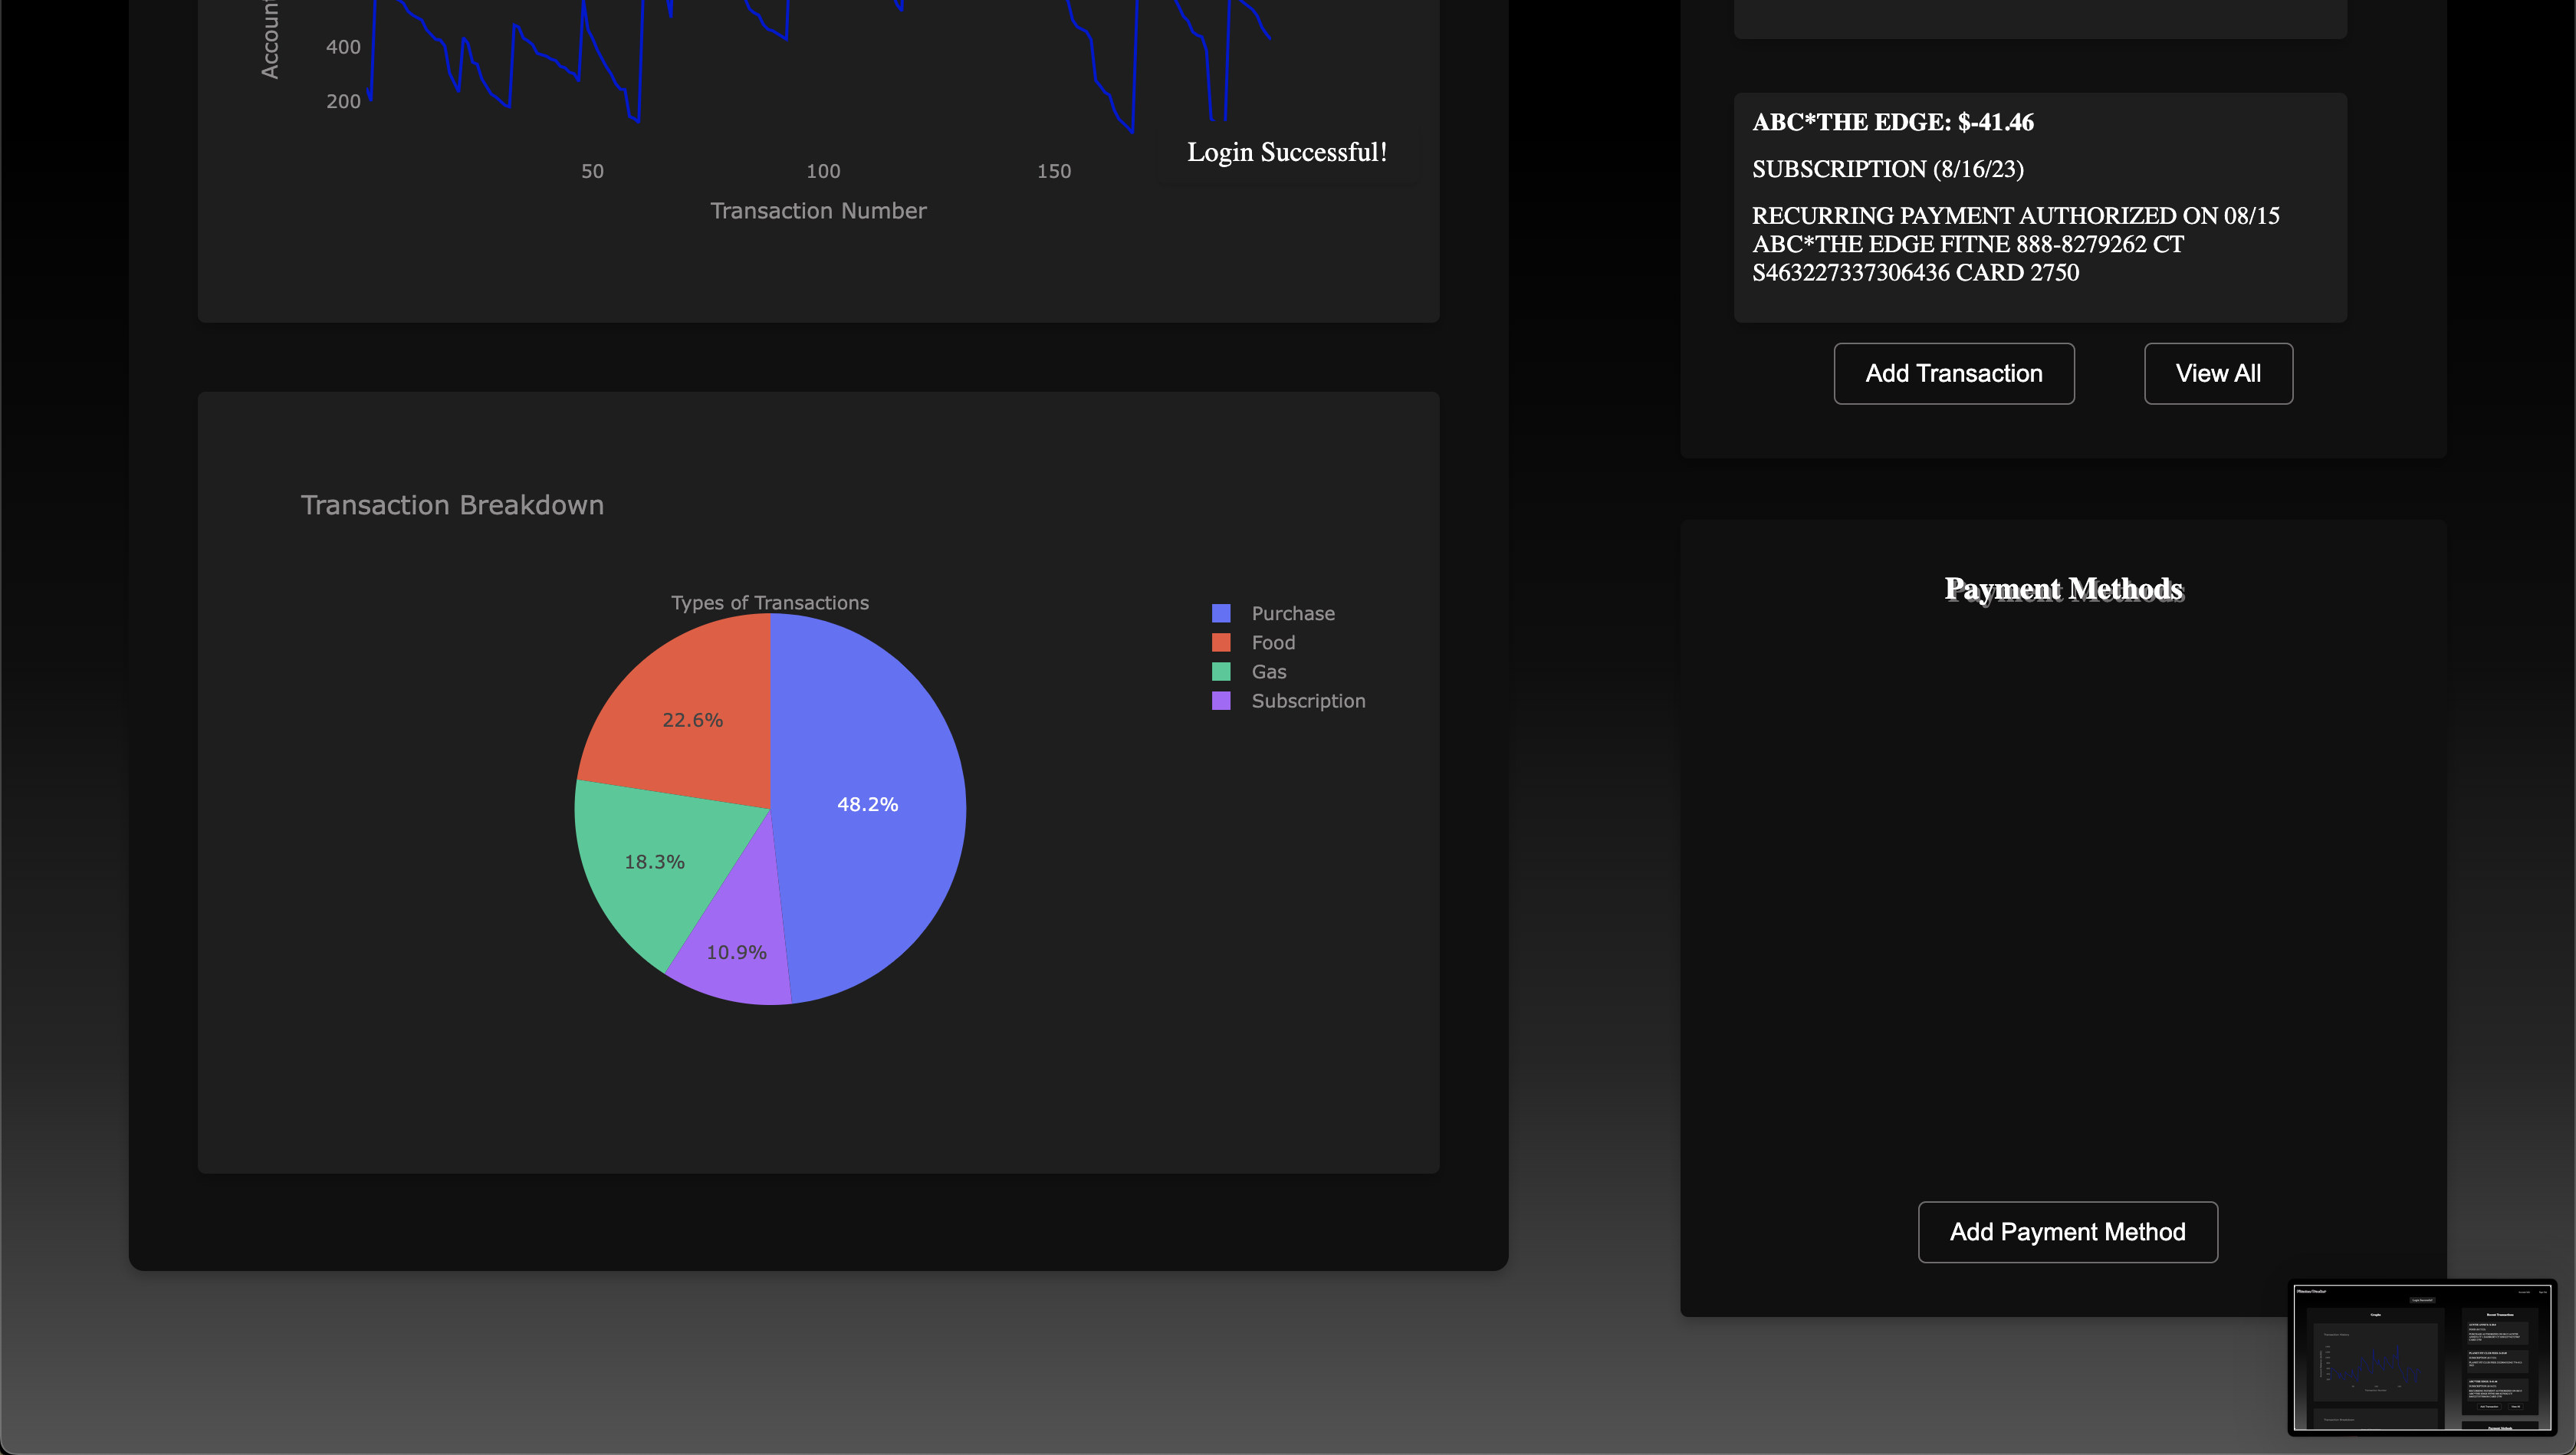 Account
400
200
50
100
150
Login Successful!
Transaction Number
Transaction Breakdown
Types of Transactions
Purchase
Food
Gas
Subscription
22.6%
48.2%
18.3%
10.9%
ABC*THE EDGE: $-41.46
SUBSCRIPTION (8/16/23)
RECURRING PAYMENT AUTHORIZED ON 08/15
ABC*THE EDGE FITNE 888-8279262 CT
S463227337306436 CARD 2750
Add Transaction
View All
Payment Methods
Add Payment Method